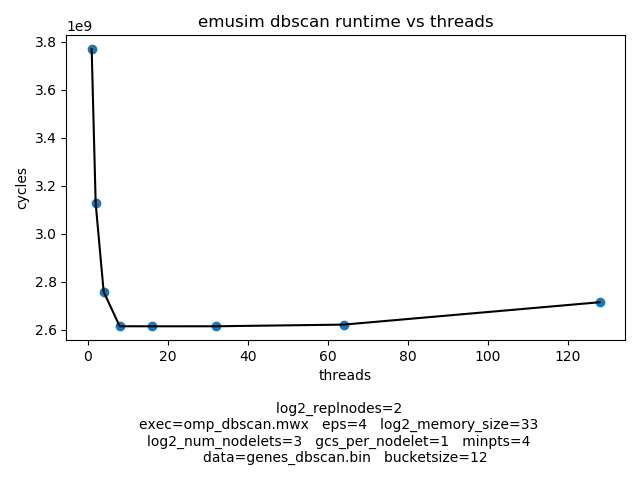 emusim dbscan runtime vs threads
1e9
3.8
3.6
3.4
3.2
3.0
2.8
2.6
cycles
0 20 40 60 80 100 120
threads
log2_replnodes=2
exec=omp_dbscan.mwx eps=4 log2_memory_size=33
log2_num_nodelets=3 gcs_per_nodelet=1 minpts=4
data=genes_dbscan.bin bucketsize=12